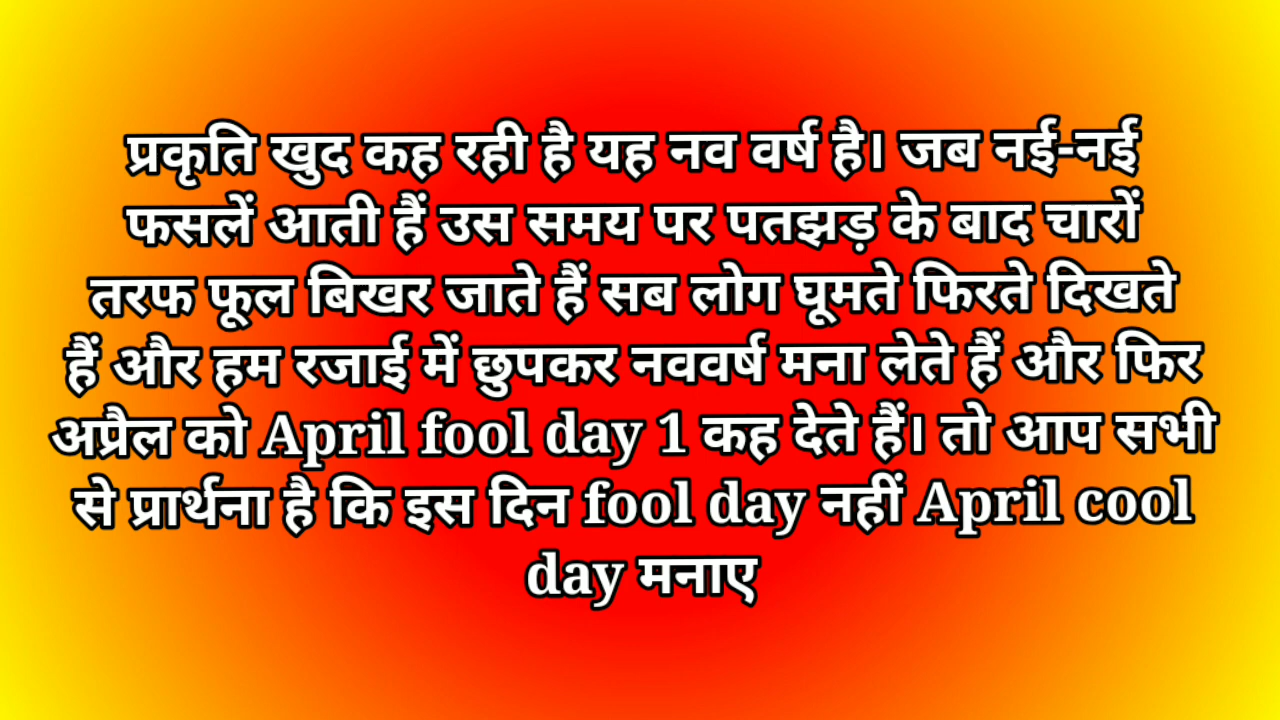 प्रकृति खुद कह रही है यह नव वर्ष है। जब नई-नई
फसलें आती हैं उस समय पर पतझड़ के बाद चारों
तरफ फूल बिखर जाते हैं सब लोग घूमते फिरते दिखते
हैं और हम रजाई में छुपकर नववर्ष मना लेते हैं और फिर
अप्रैल को April fool day 1 कह देते हैं। तो आप सभी
से प्रार्थना है कि इस दिन fool day नहीं April cool
day मनाए